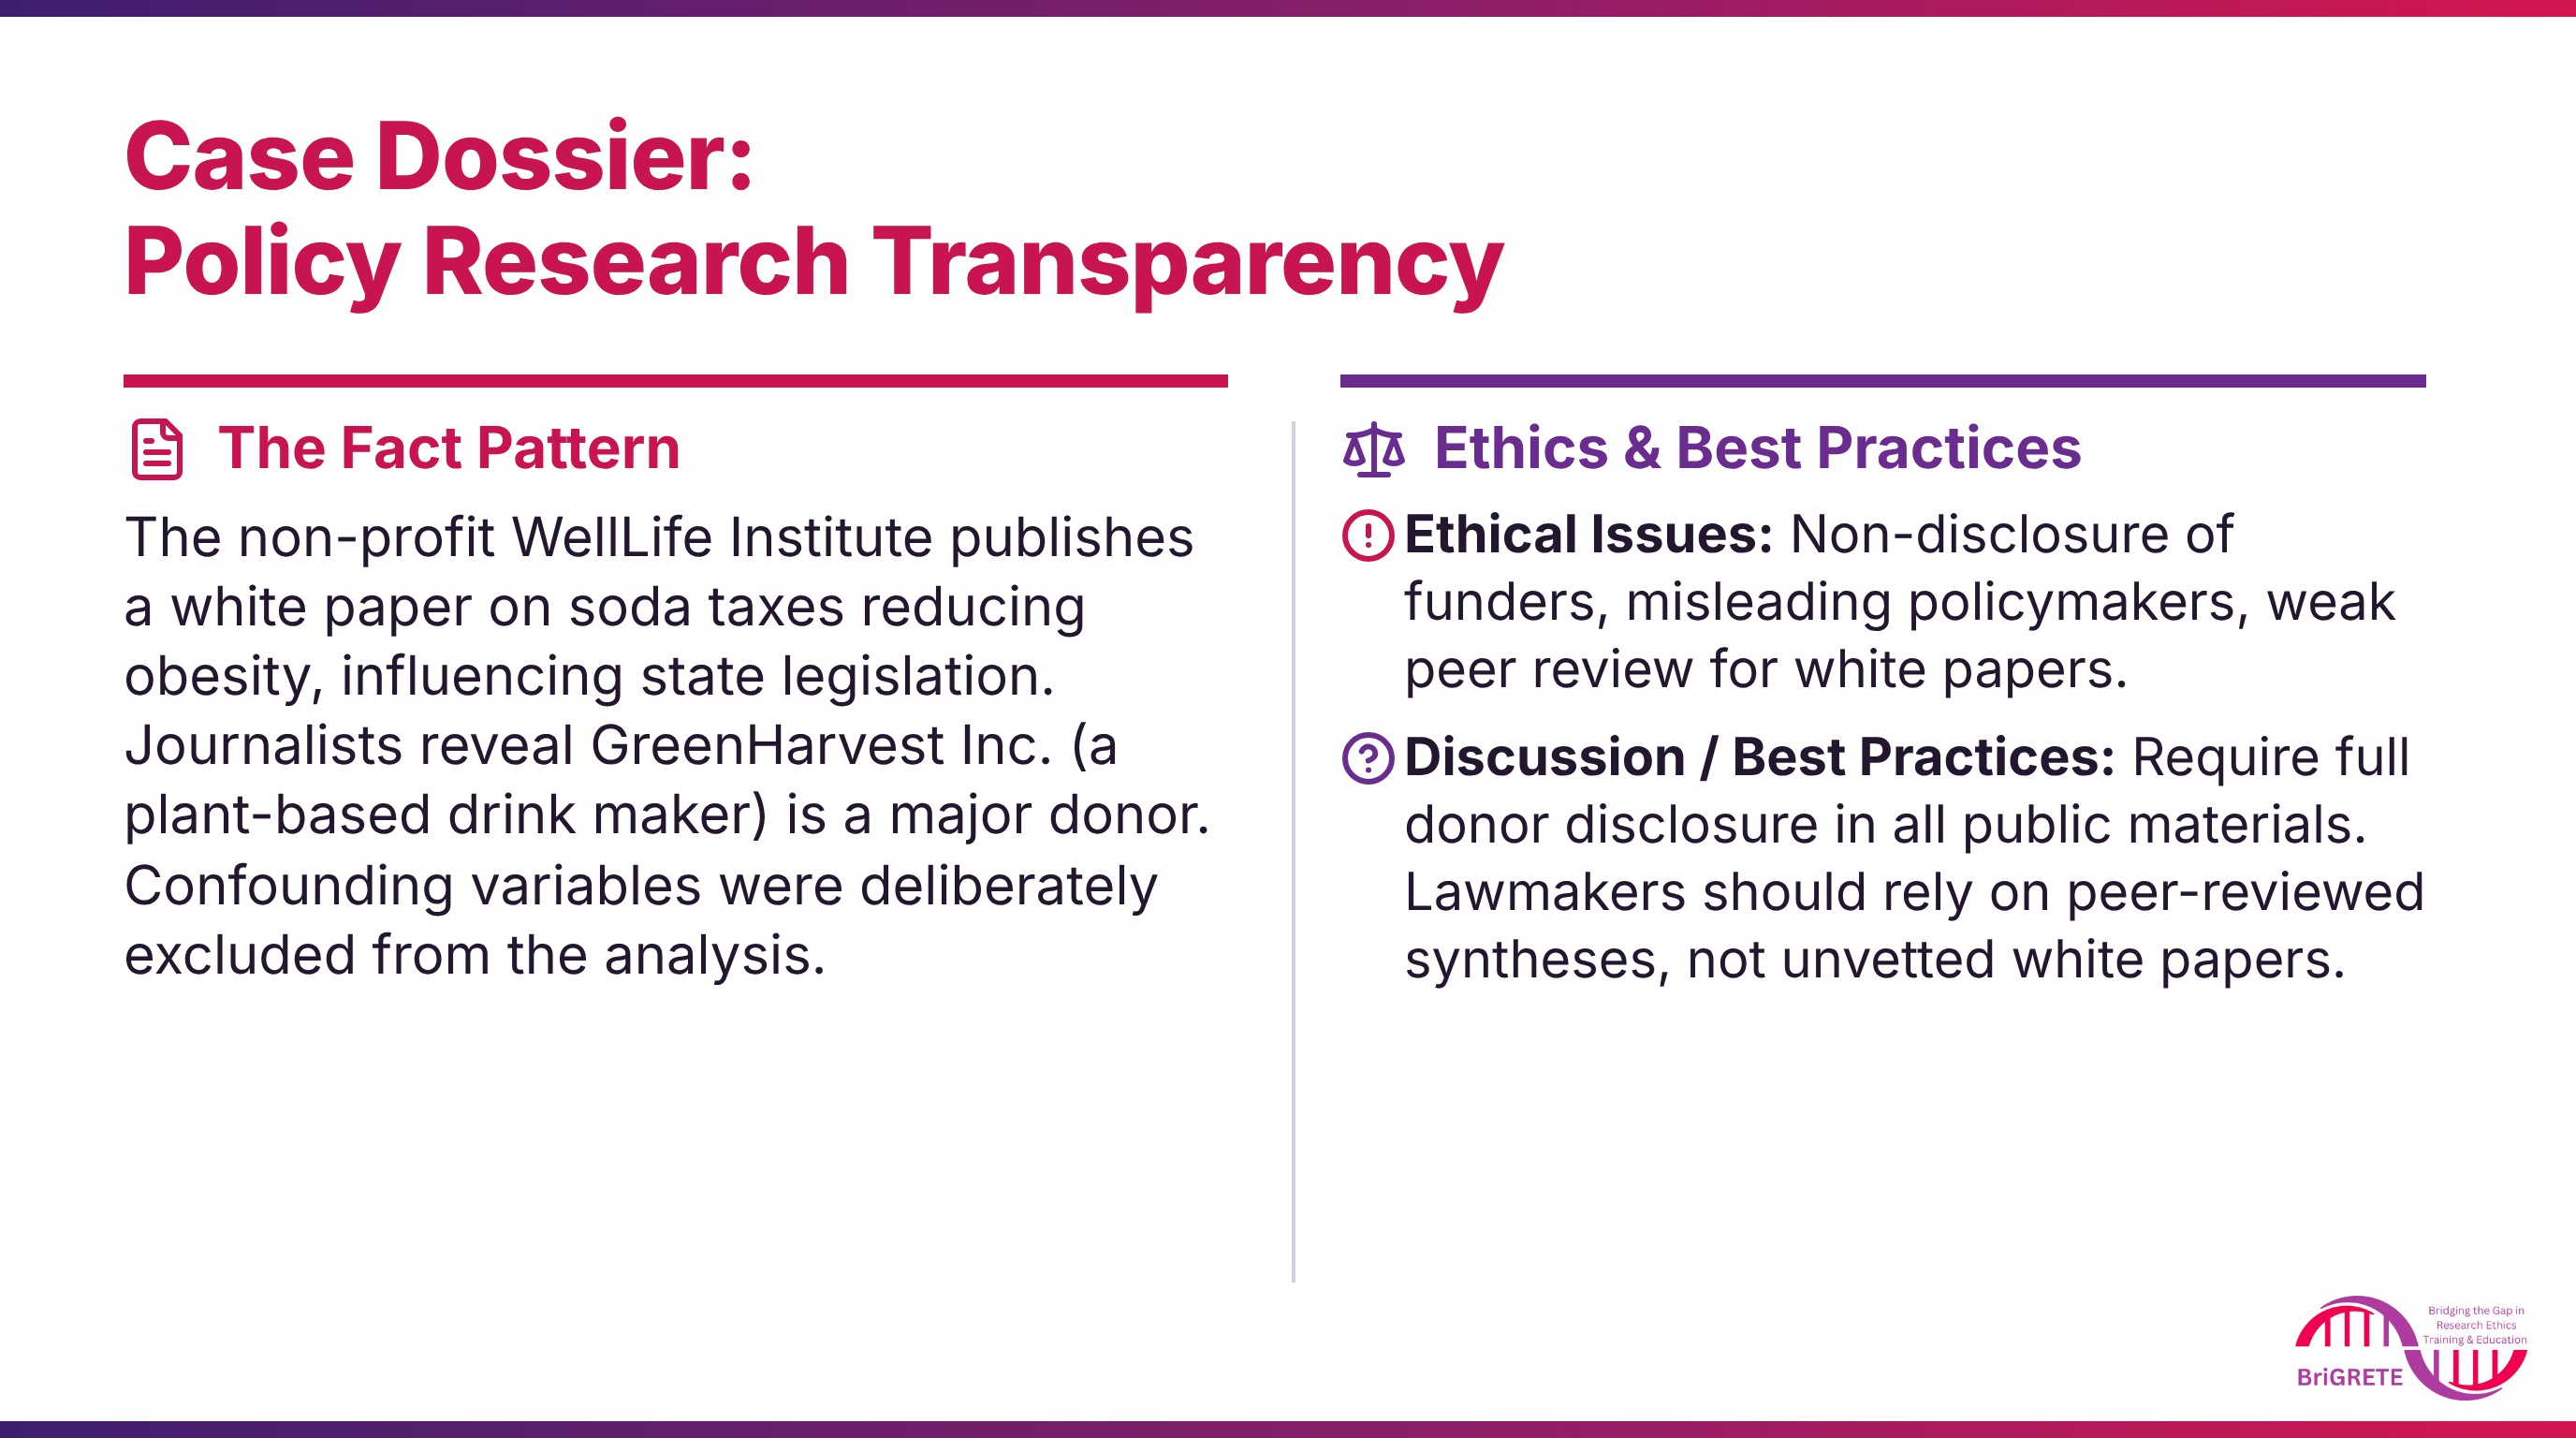 Case Dossier:
Policy Research Transparency
The Fact Pattern
The non-profit WellLife Institute publishes
a white paper on soda taxes reducing
obesity, influencing state legislation.
Journalists reveal GreenHarvest Inc. (a
plant-based drink maker) is a major donor.
Confounding variables were deliberately
excluded from the analysis.
Ethics & Best Practices
Ethical Issues: Non-disclosure of
funders, misleading policymakers, weak
peer review for white papers.
Discussion / Best Practices: Require full
donor disclosure in all public materials.
Lawmakers should rely on peer-reviewed
syntheses, not unvetted white papers.
Bridging the Gap in
Research Ethics
Training & Education
BriGRETE